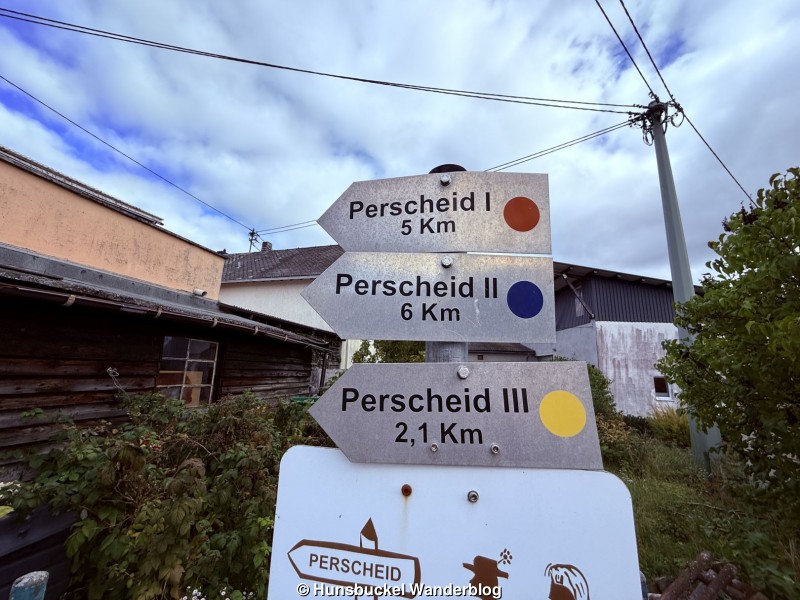 Perscheid I
5 Km
Perscheid II
6 Km
Perscheid III
2,1 Km
PERSCHEID
© Hunsbuckel Wanderblog